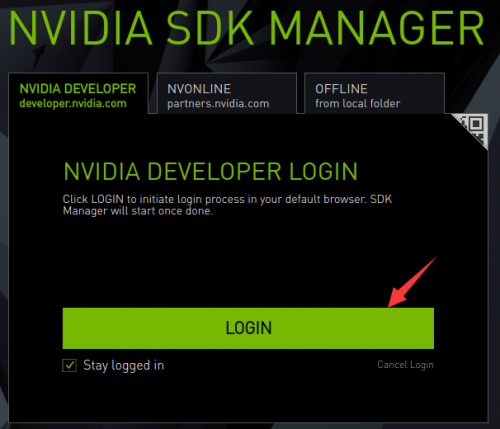 NVIDIA SDK MANAGER
NVIDIA DEVELOPER
developer.nvidia.com
NVONLINE
partners.nvidia.com
OFFLINE
from local folder
NVIDIA DEVELOPER LOGIN
Click LOGIN to initiate login process in your default browser. SDK
Manager will start once done.
LOGIN
Stay logged in
Cancel Login